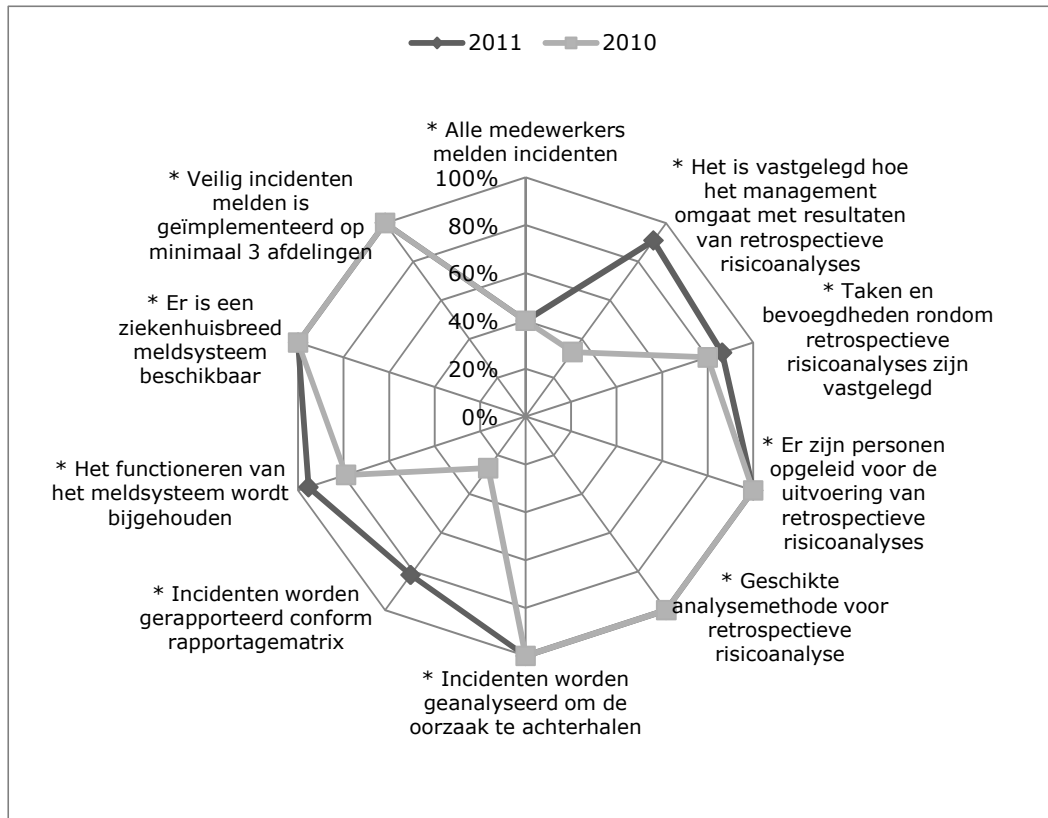 2011 2010
* Alle medewerkers
melden incidenten
* Het is vastgelegd hoe
het management
omgaat met resultaten
van retrospectieve
risicoanalyses
* Taken en
bevoegdheden rondom
retrospectieve
risicoanalyses zijn
vastgelegd
* Er zijn personen
opgeleid voor de
uitvoering van
retrospectieve
risicoanalyses
* Geschikte
analysemethode voor
retrospectieve
risicoanalyse
* Incidenten worden
geanalyseerd om de
oorzaak te achterhalen
* Incidenten worden
gerapporteerd conform
rapportagematrix
* Het functioneren van
het meldsysteem wordt
bijgehouden
* Er is een
ziekenhuisbreed
meldsysteem
beschikbaar
* Veilig incidenten
melden is
geïmplementeerd op
minimaal 3 afdelingen
100%
80%
60%
40%
20%
0%